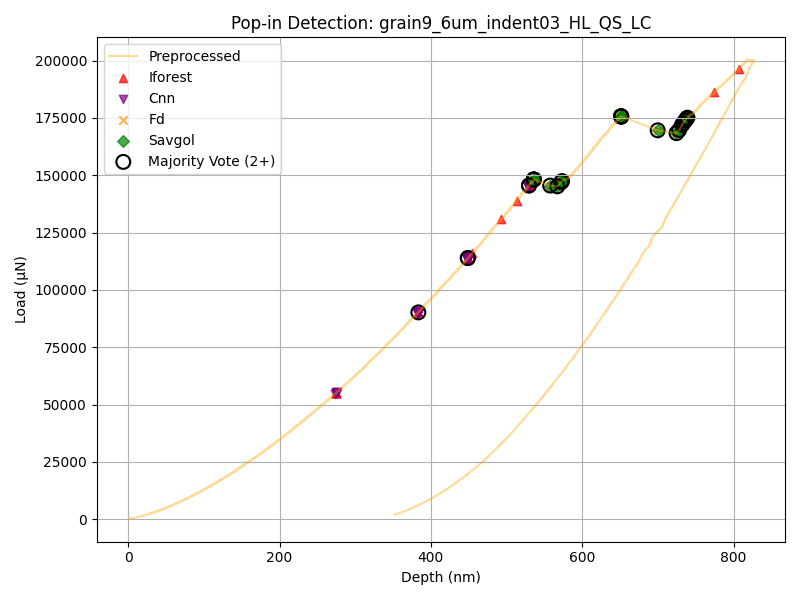 Pop-in Detection: grain9_6um_indent03_HL_QS_LC
Preprocessed
Iforest
Cnn
Fd
Savgol
Majority Vote (2+)
200000
175000
150000
125000
100000
75000
50000
25000
0
Load (μN)
0 200 400 600 800
Depth (nm)